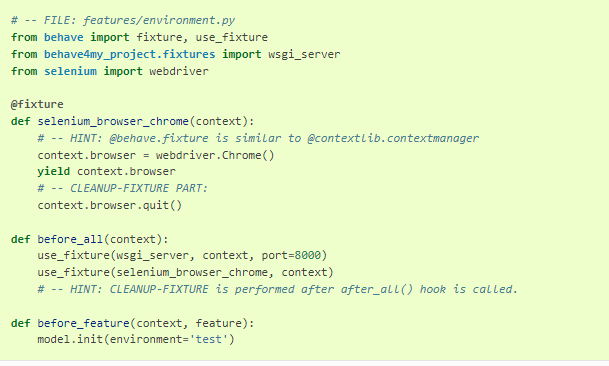 # -- FILE: features/environment.py
from behave import fixture, use_fixture
from behave4my_project.fixtures import wsgi_server
from selenium import webdriver

@fixture
def selenium_browser_chrome(context):
    # -- HINT: @behave.fixture is similar to @contextlib.contextmanager
    context.browser = webdriver.Chrome()
    yield context.browser
    # -- CLEANUP-FIXTURE PART:
    context.browser.quit()

def before_all(context):
    use_fixture(wsgi_server, context, port=8000)
    use_fixture(selenium_browser_chrome, context)
    # -- HINT: CLEANUP-FIXTURE is performed after after_all() hook is called.

def before_feature(context, feature):
    model.init(environment='test')